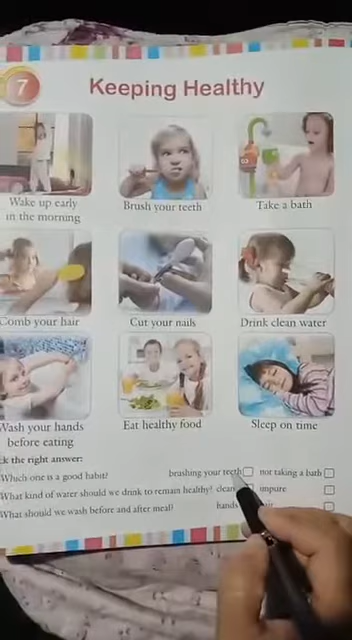 7
Keeping Healthy
Wake up early
in the morning
Brush your teeth
Take a bath
Comb your hair
Cut your nails
Drink clean water
Wash your hands
before eating
Eat healthy food
Sleep on time
ck the right answer:
Which one is a good habit? brushing your teeth not taking a bath
What kind of water should we drink to remain healthy? clean impure
What should we wash before and after meal? hands